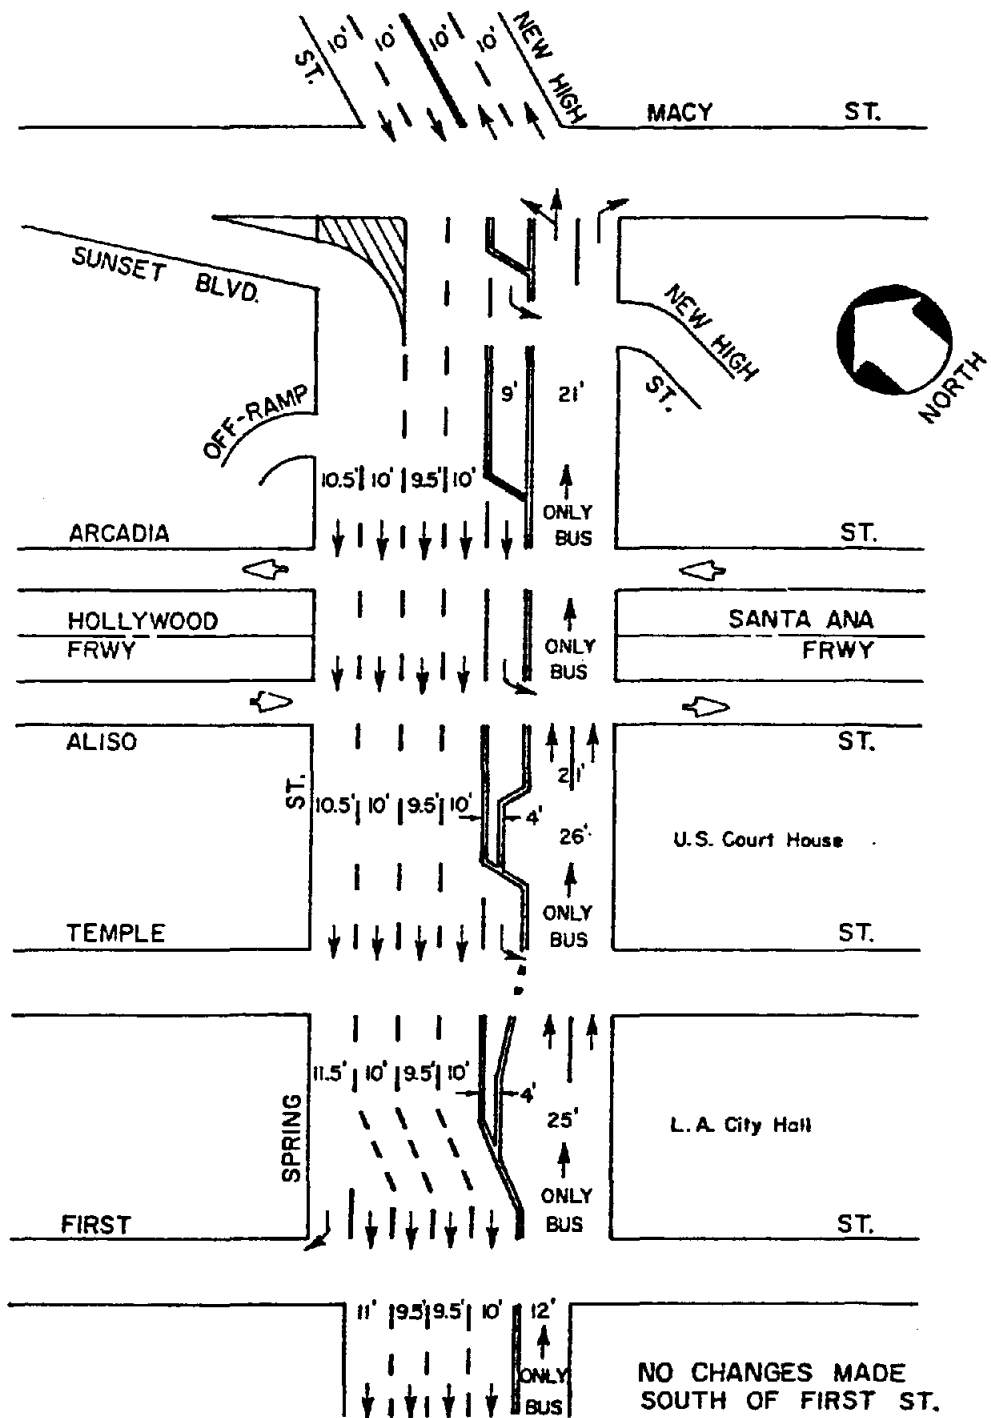 10' 10' 10' 10'
ST.
NEW HIGH
MACY ST.
SUNSET BLVD.
NEW HIGH
ST.
NORTH
9' 21'
OFF-RAMP
10.5' 10' 9.5' 10'
ONLY
BUS
ARCADIA ST.
HOLLYWOOD SANTA ANA
FRWY FRWY
ONLY
BUS
ALISO ST.
21'
ST.
10.5' 10' 9.5' 10'
4'
26'
U.S. Court House
ONLY
BUS
TEMPLE ST.
11.5' 10' 9.5' 10'
4'
25'
L.A. City Hall
SPRING
ONLY
BUS
FIRST ST.
11' 9.5' 9.5' 10' 12'
ONLY
BUS
NO CHANGES MADE
SOUTH OF FIRST ST.